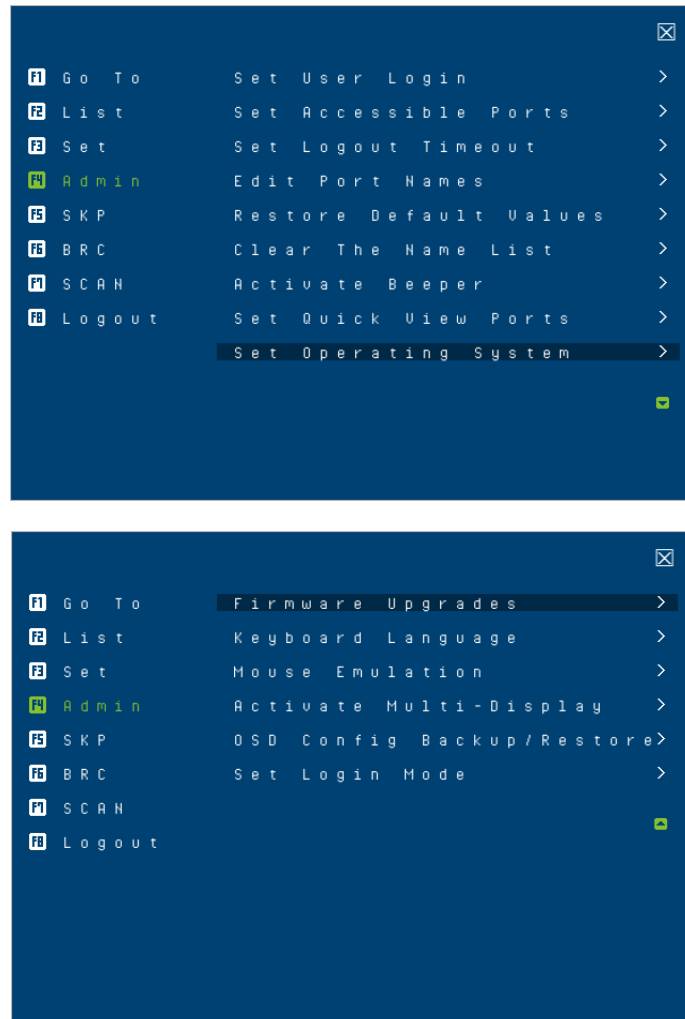 F1 Go To Set User Login >
F2 List Set Accessible Ports >
F3 Set Set Logout Timeout >
F4 Admin Edit Port Names >
F5 SKP Restore Default Values >
F6 BRC Clear The Name List >
F7 SCAN Activate Beeper >
F8 Logout Set Quick View Ports >
Set Operating System >
F1 Go To Firmware Upgrades >
F2 List Keyboard Language >
F3 Set Mouse Emulation >
F4 Admin Activate Multi-Display >
F5 SKP OSD Config Backup/Restore>
F6 BRC Set Login Mode >
F7 SCAN
F8 Logout